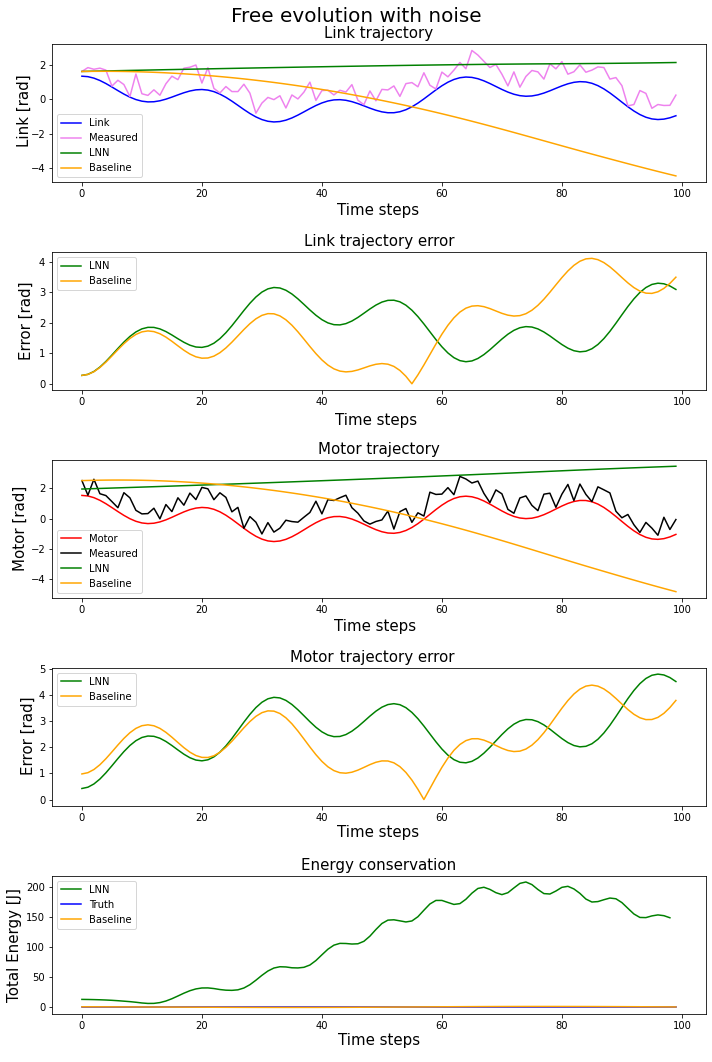 Free evolution with noise
Link trajectory
Link [rad]
2
0
−2
−4
Link
Measured
LNN
Baseline
0 20 40 60 80 100
Time steps
Link trajectory error
Error [rad]
4
3
2
1
0
LNN
Baseline
0 20 40 60 80 100
Time steps
Motor trajectory
Motor [rad]
2
0
−2
−4
Motor
Measured
LNN
Baseline
0 20 40 60 80 100
Time steps
Motor trajectory error
Error [rad]
5
4
3
2
1
0
LNN
Baseline
0 20 40 60 80 100
Time steps
Energy conservation
Total Energy [J]
200
150
100
50
0
LNN
Truth
Baseline
0 20 40 60 80 100
Time steps